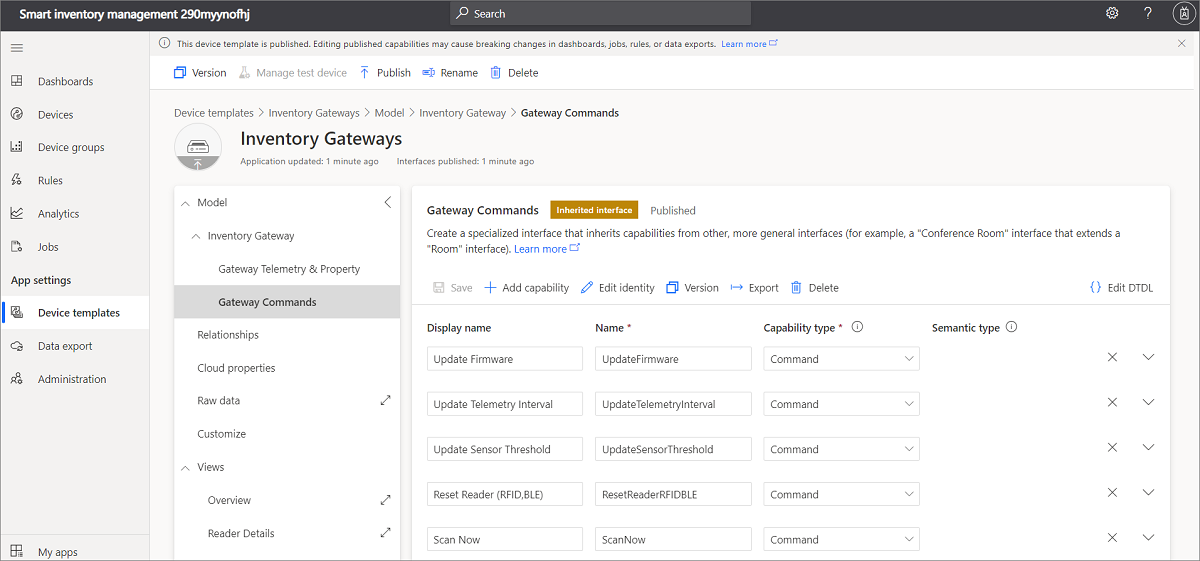 Smart inventory management 290myynofhj
Search
?
This device template is published. Editing published capabilities may cause breaking changes in dashboards, jobs, rules, or data exports. Learn more
Version
Manage test device
Publish
Rename
Delete
Dashboards
Devices
Device groups
Rules
Analytics
Jobs
App settings
Device templates
Data export
Administration
My apps
Device templates > Inventory Gateways > Model > Inventory Gateway > Gateway Commands
Inventory Gateways
Application updated: 1 minute ago
Interfaces published: 1 minute ago
Model
Inventory Gateway
Gateway Telemetry & Property
Gateway Commands
Relationships
Cloud properties
Raw data
Customize
Views
Overview
Reader Details
Gateway Commands
Inherited interface
Published
Create a specialized interface that inherits capabilities from other, more general interfaces (for example, a "Conference Room" interface that extends a
"Room" interface). Learn more
Save
Add capability
Edit identity
Version
Export
Delete
Edit DTDL
Display name
Name *
Capability type *
Semantic type
Update Firmware
UpdateFirmware
Command
Update Telemetry Interval
UpdateTelemetryInterval
Command
Update Sensor Threshold
UpdateSensorThreshold
Command
Reset Reader (RFID,BLE)
ResetReaderRFIDBLE
Command
Scan Now
ScanNow
Command